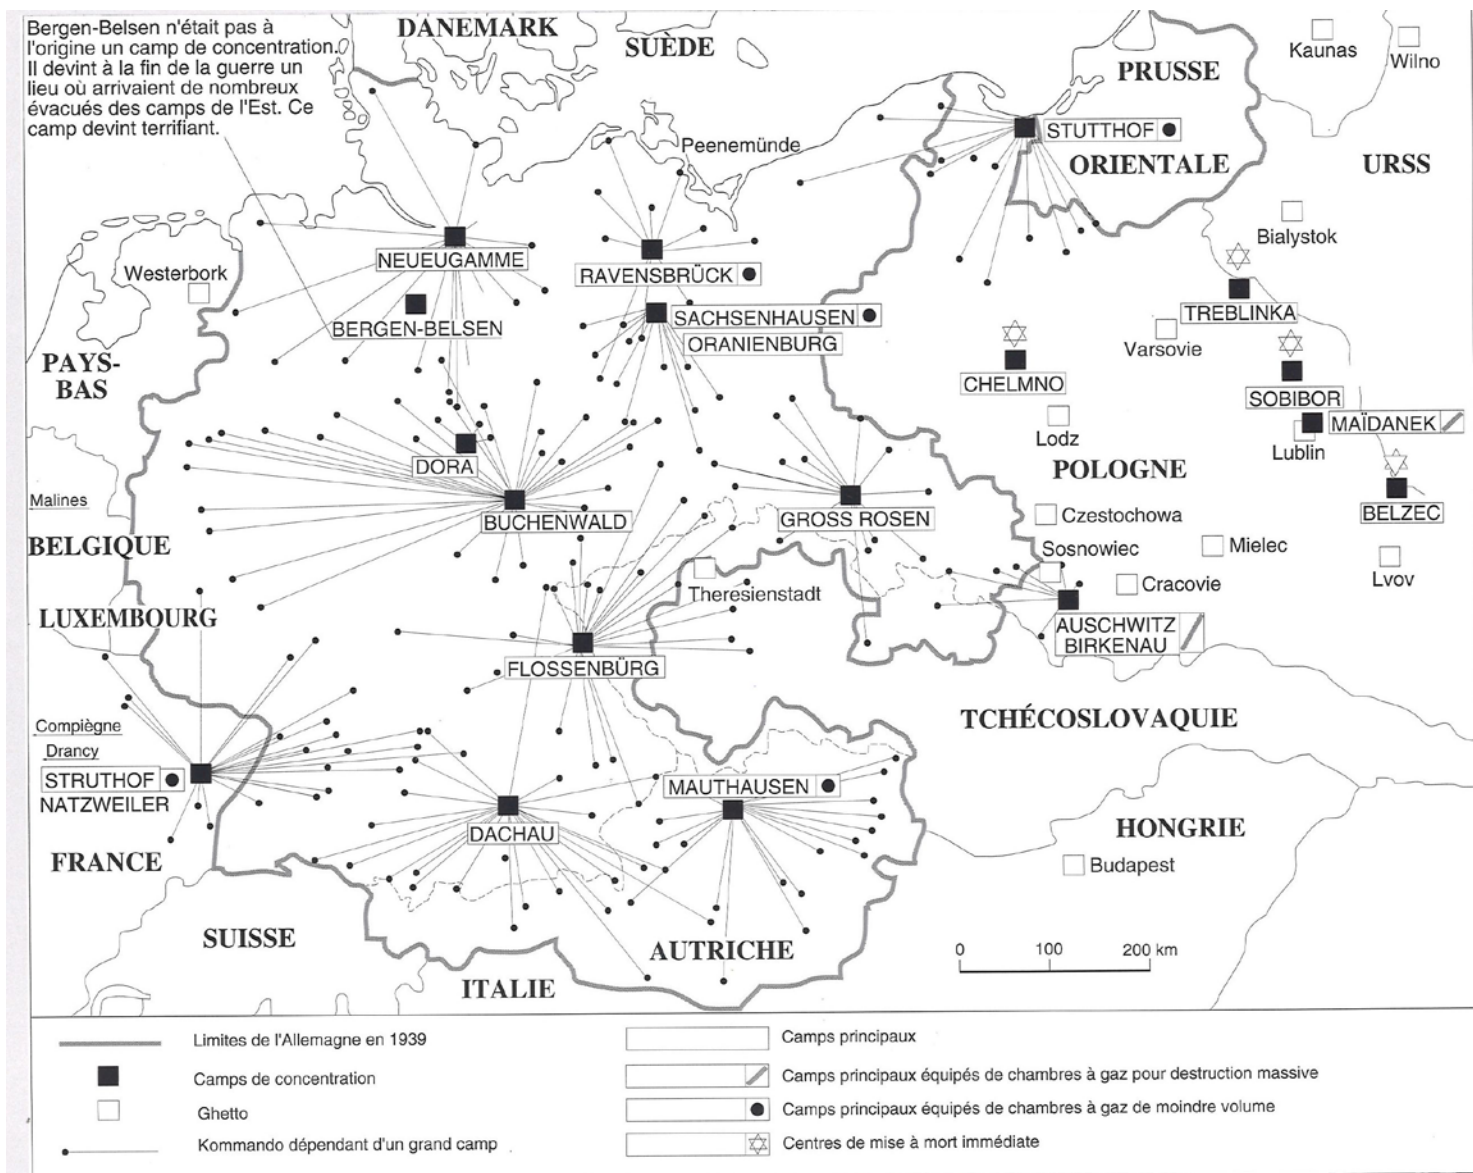 Bergen-Belsen n'était pas à
l'origine un camp de concentration.
Il devint à la fin de la guerre un
lieu où arrivaient de nombreux
évacués des camps de l'Est. Ce
camp devint terrifiant.
DANEMARK
SUÈDE
PRUSSE
ORIENTALE
Kaunas
Wilno
URSS
Peenemünde
STUTTHOF
Bialystok
Westerbork
NEUEUGAMME
RAVENSBRÜCK
BERGEN-BELSEN
SACHSENHAUSEN
ORANIENBURG
TREBLINKA
Varsovie
PAYS-
BAS
CHELMNO
SOBIBOR
Lodz
MAÏDANEK
Lublin
DORA
POLOGNE
Malines
BUCHENWALD
GROSS ROSEN
BELZEC
Czestochowa
BELGIQUE
Sosnowiec
Mielec
Cracovie
Lvov
Theresienstadt
LUXEMBOURG
AUSCHWITZ
BIRKENAU
FLOSSENBÜRG
TCHÉCOSLOVAQUIE
Compiègne
Drancy
STRUTHOF
NATZWEILER
MAUTHAUSEN
DACHAU
HONGRIE
FRANCE
Budapest
SUISSE
AUTRICHE
ITALIE
0 100 200 km
Limites de l'Allemagne en 1939
Camps de concentration
Ghetto
Kommando dépendant d'un grand camp
Camps principaux
Camps principaux équipés de chambres à gaz pour destruction massive
Camps principaux équipés de chambres à gaz de moindre volume
Centres de mise à mort immédiate